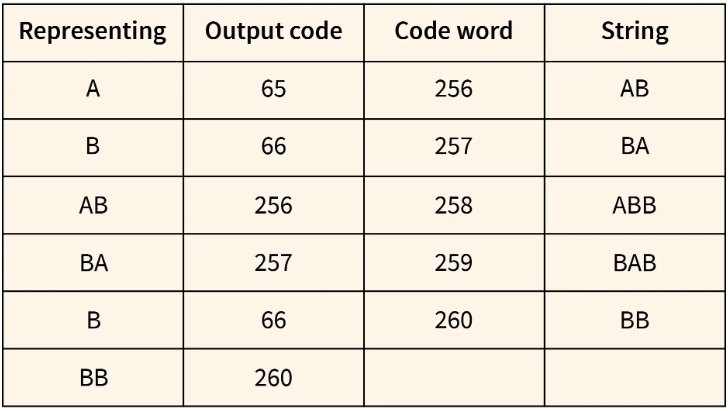 Representing Output code Code word String
A 65 256 AB
B 66 257 BA
AB 256 258 ABB
BA 257 259 BAB
B 66 260 BB
BB 260